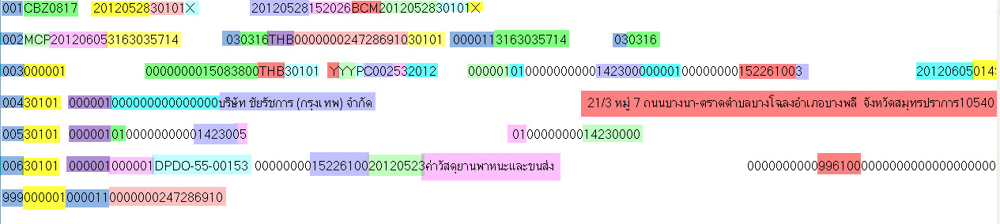 001CBZ0817 2012052830101X 20120528152026BCM2012052830101X
002MCP201206053163035714 030316THB000000024728691030101 0000113163035714 030316
003000001 0000000015083800THB30101 YYYPC002532012 00000101000000000014230000000100000000152261003 20120605014
00430101 000001000000000000000บริษัท ชัยรัชการ (กรุงเทพ) จำกัด 21/3 หมู่ 7 ถนนบางนา-ตราดตำบลบางโฉลงอำเภอบางพลี จังหวัดสมุทรปราการ10540
00530101 0000010100000000001423005 010000000014230000
00630101 000001000001DPDO-55-00153 000000001522610020120523ค่าวัสดุยานพาหนะและขนส่ง 000000000099610000000000000000000
9990000010000110000000247286910